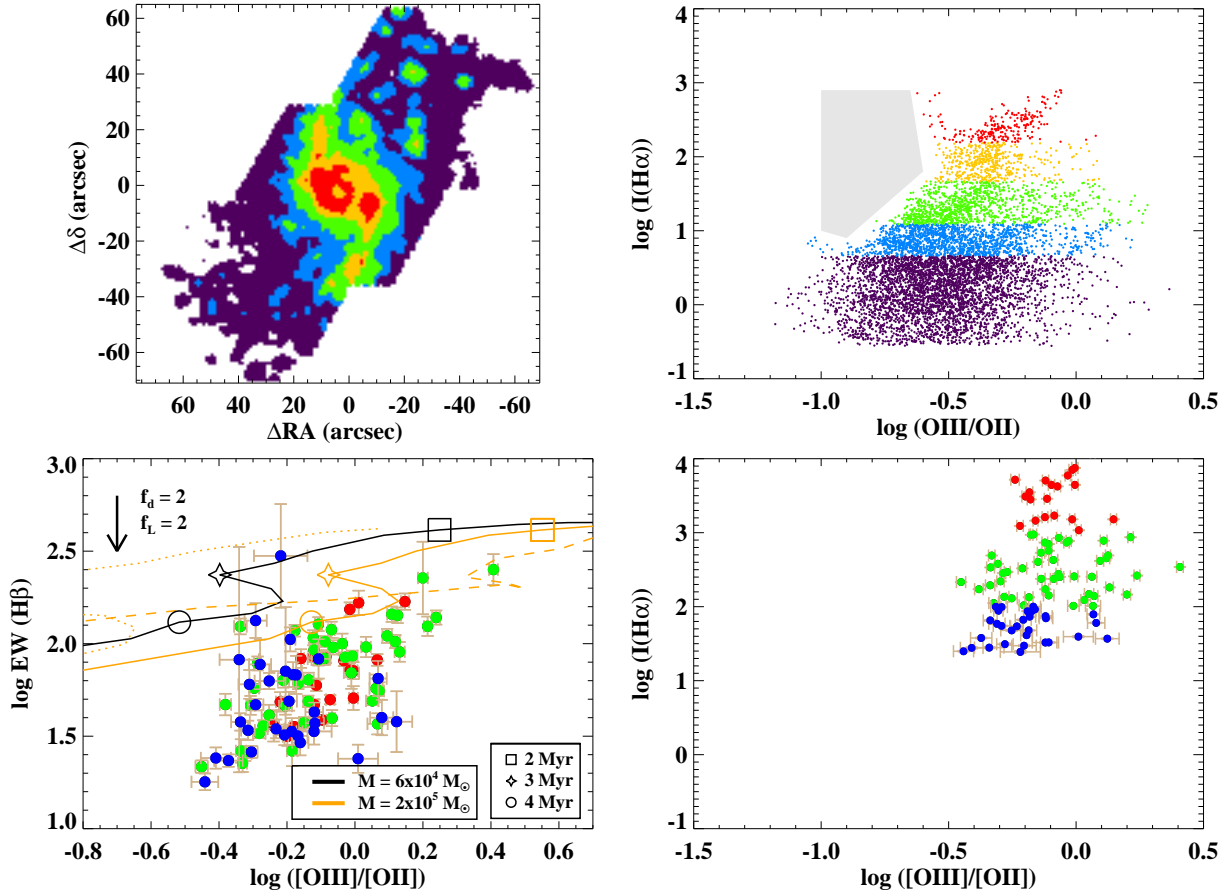 60
40
20
0
-20
-40
-60
Δδ (arcsec)
60 40 20 0 -20 -40 -60
ΔRA (arcsec)
4
3
2
1
0
-1
log (I(Hα))
-1.5 -1.0 -0.5 0.0 0.5
log (OIII/OII)
3.0
2.5
2.0
1.5
1.0
log EW (Hβ)
f_d = 2
f_L = 2
M = 6x10^4 M_⊙
M = 2x10^5 M_⊙
2 Myr
3 Myr
4 Myr
-0.8 -0.6 -0.4 -0.2 0.0 0.2 0.4 0.6
log ([OIII]/[OII])
4
3
2
1
0
-1
log (I(Hα))
-1.5 -1.0 -0.5 0.0 0.5
log ([OIII]/[OII])